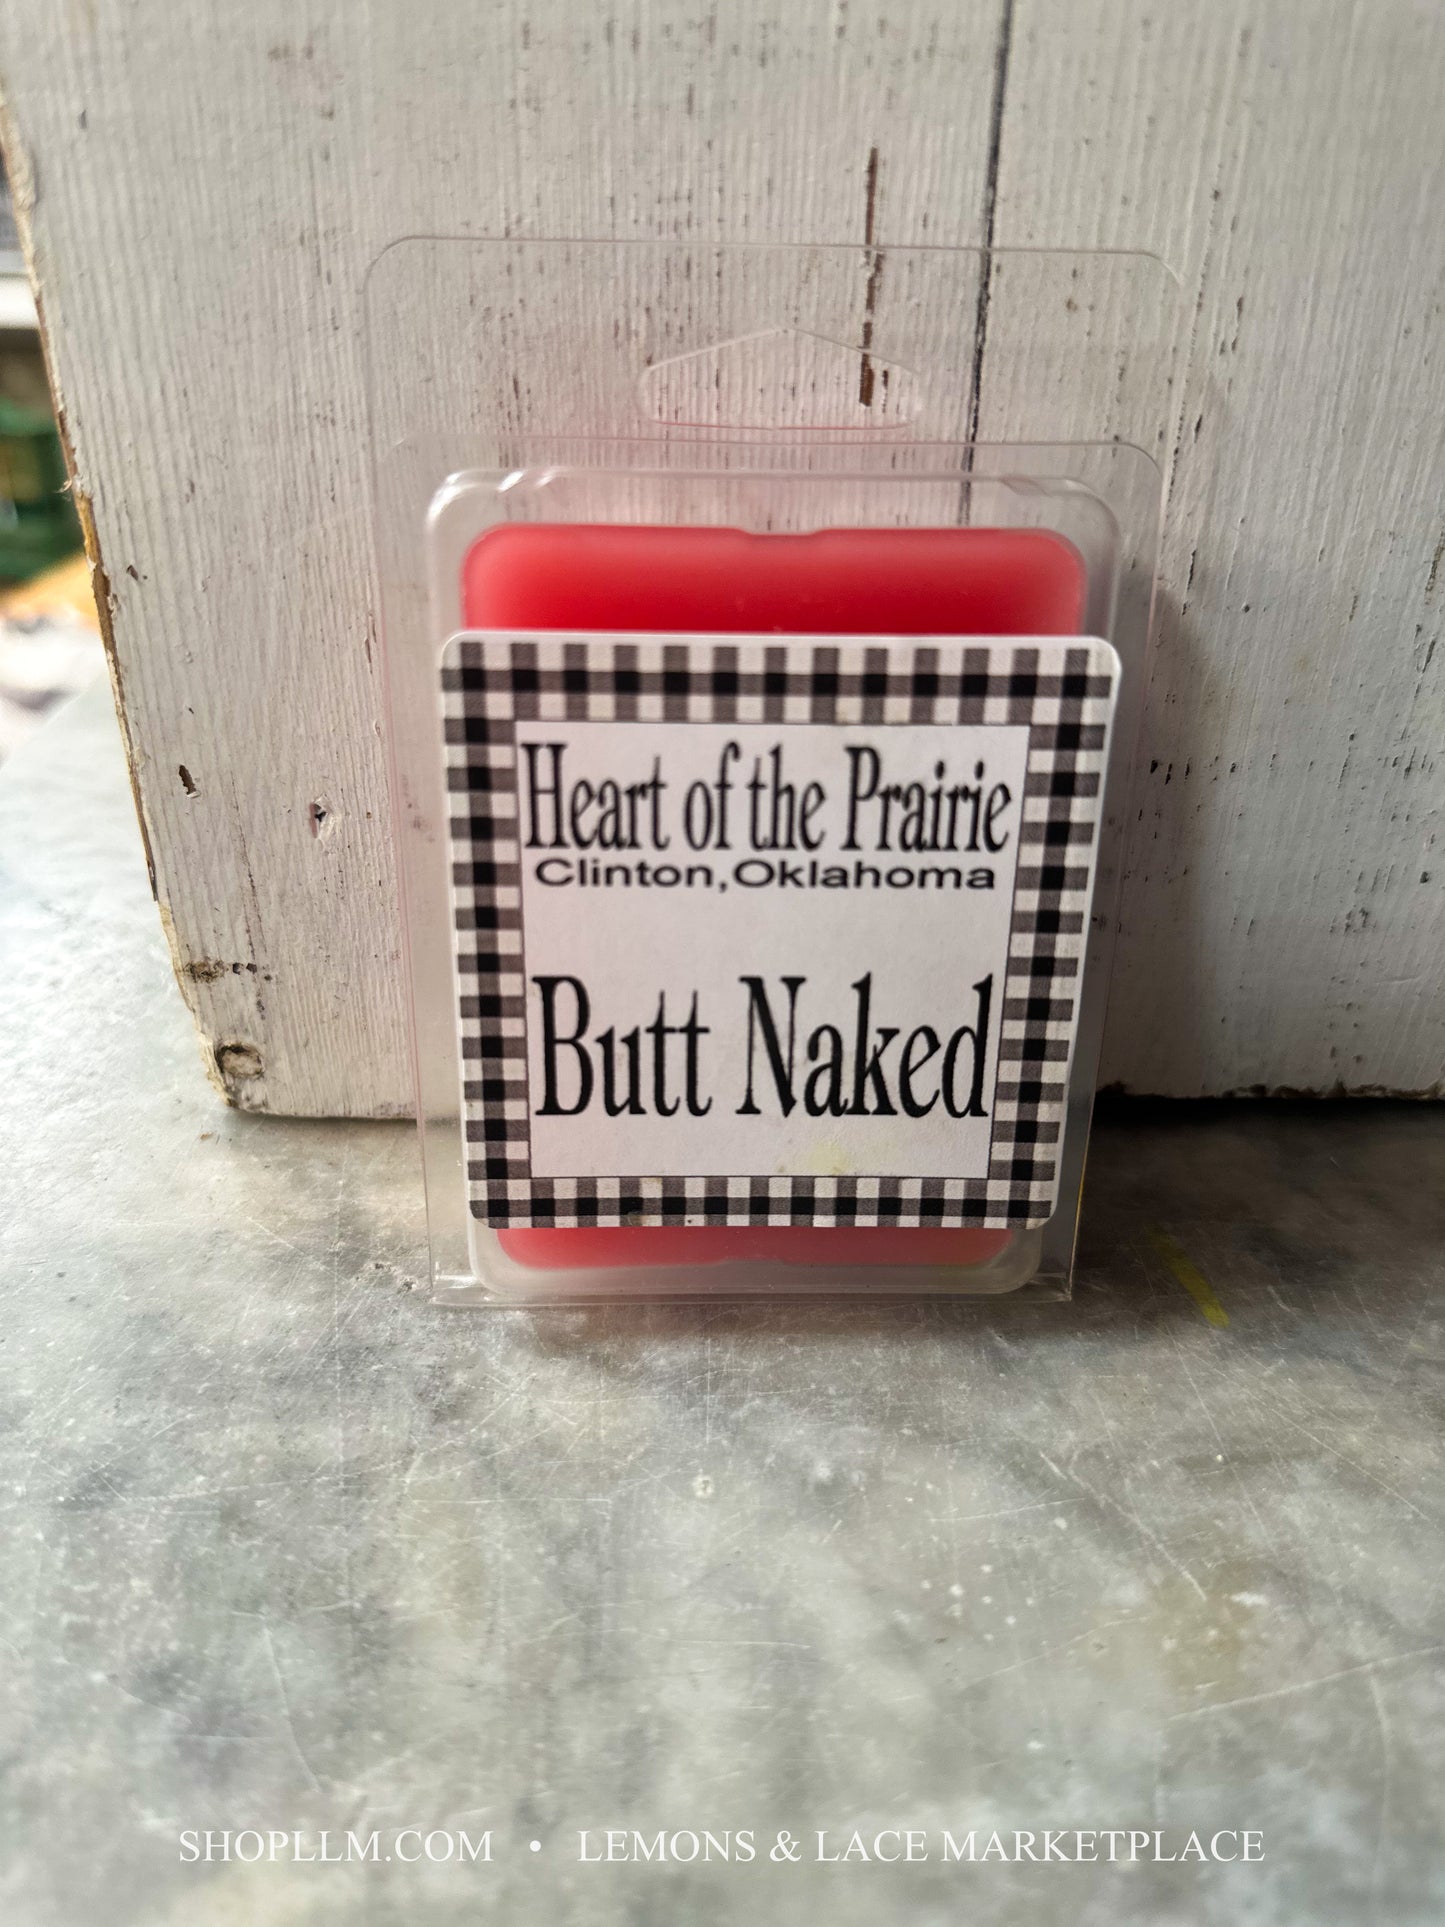 Heart of the Prairie
Clinton,Oklahoma
Butt Naked
SHOPLLM.COM • LEMONS & LACE MARKETPLACE